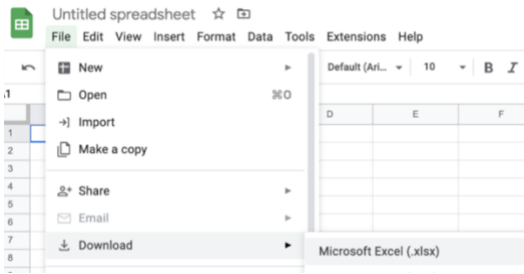 Untitled spreadsheet
File Edit View Insert Format Data Tools Extensions Help
New
Default (Ari...
10
B I
Open ⌘O
Import
D E F
Make a copy
1
2
3
Share
4
5
Email
6
Download
7
8
Microsoft Excel (.xlsx)